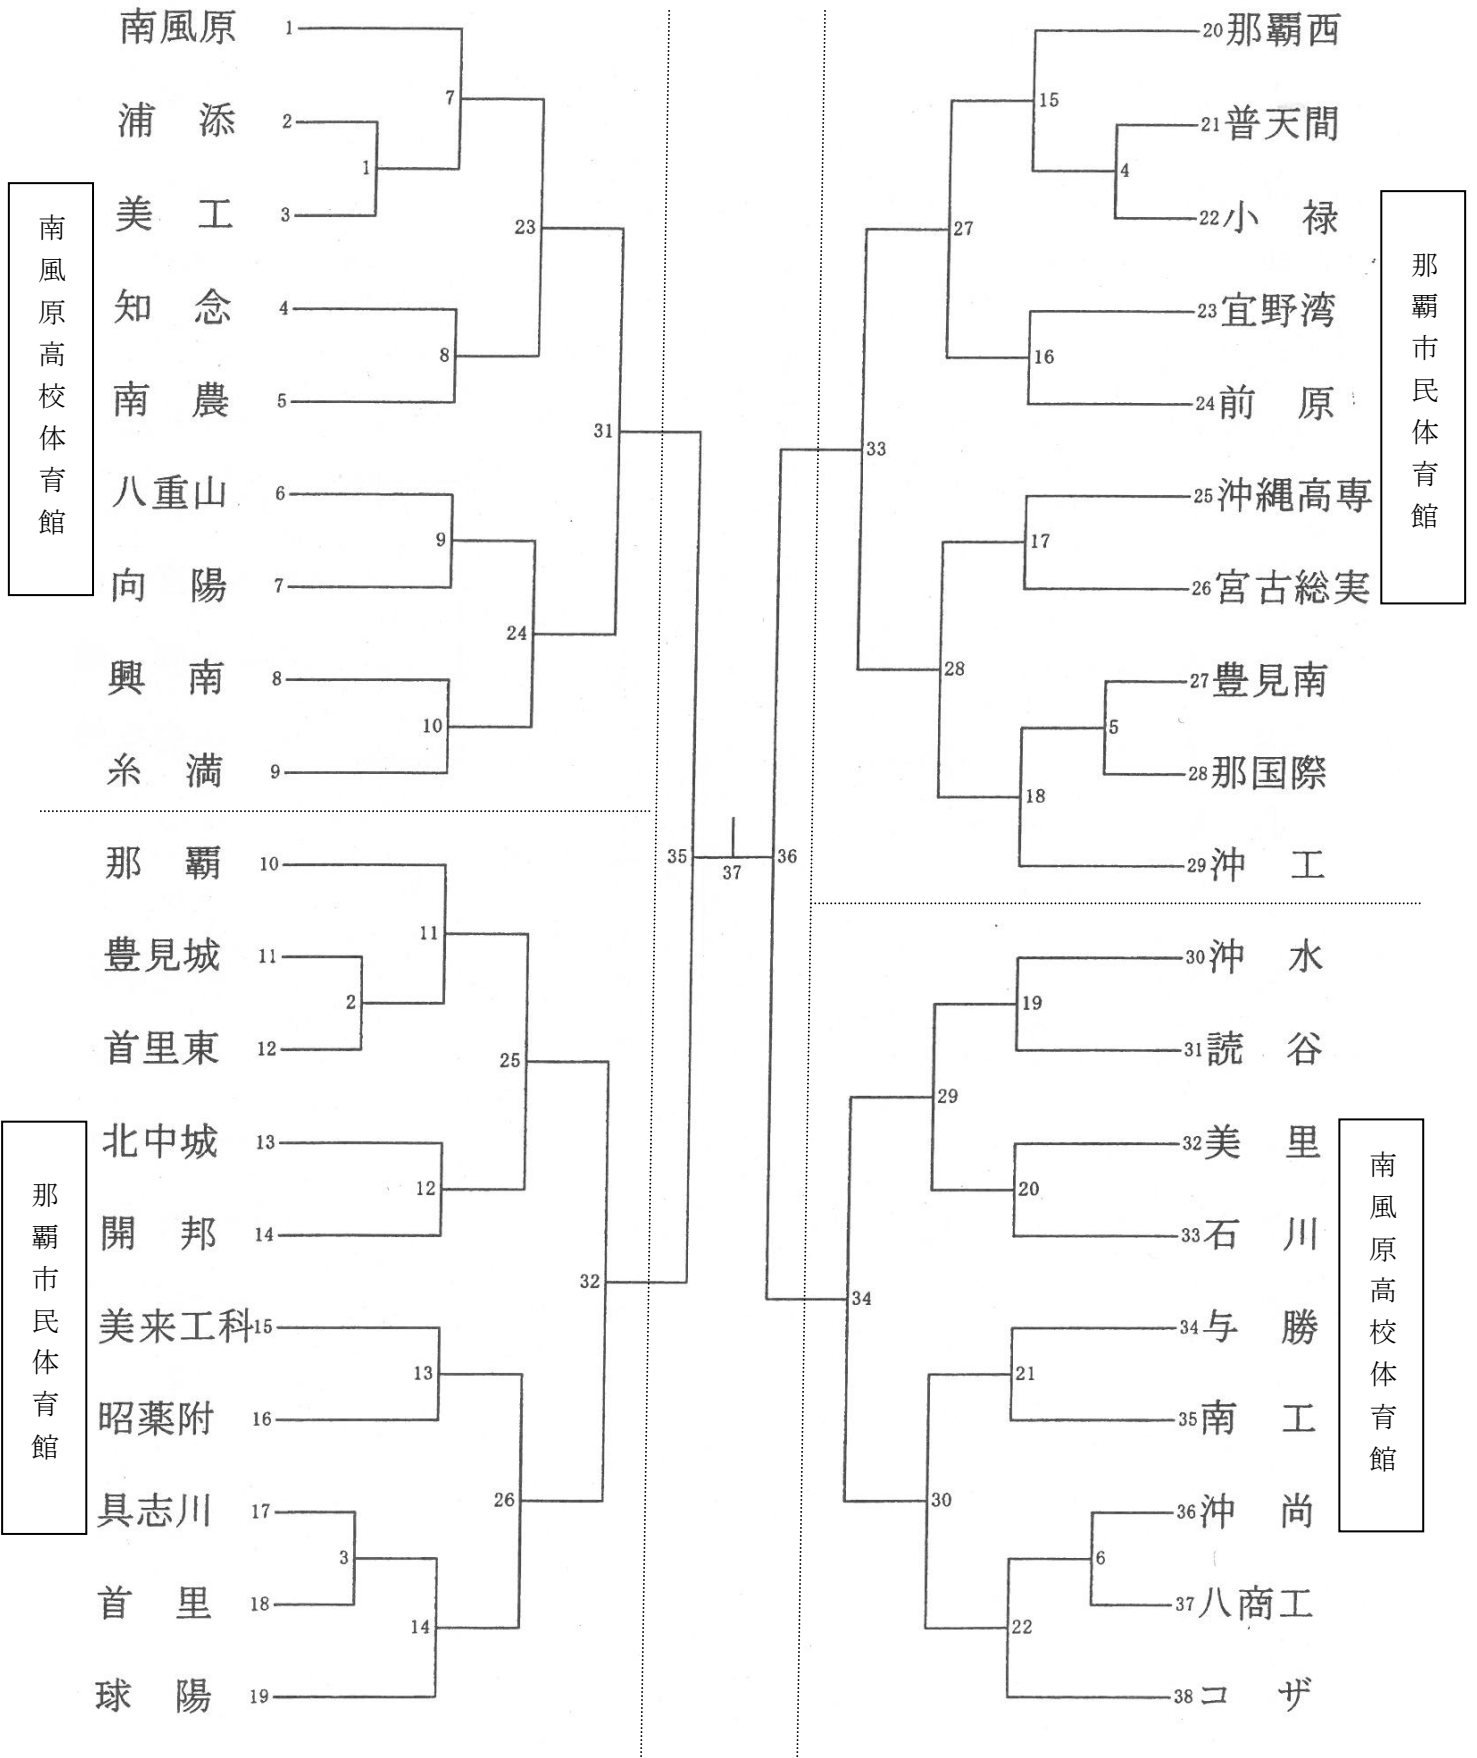 南風原高校体育館
南風原 1
浦添 2
美工 3
知念 4
南農 5
八重山 6
向陽 7
興南 8
糸満 9
1
7
8
9
10
23
24
31
那覇市民体育館
那覇 10
豊見城 11
首里東 12
北中城 13
開邦 14
美来工科 15
昭薬附 16
具志川 17
首里 18
球陽 19
2
3
11
12
13
14
25
26
32
35
37
36
那覇市民体育館
20 那覇西
21 普天間
22 小禄
23 宜野湾
24 前原
25 沖縄高専
26 宮古総実
27 豊見南
28 那国際
29 沖工
4
5
15
16
17
18
27
28
33
南風原高校体育館
30 沖水
31 読谷
32 美里
33 石川
34 与勝
35 南工
36 沖尚
37 八商工
38 コザ
6
19
20
21
22
29
30
34